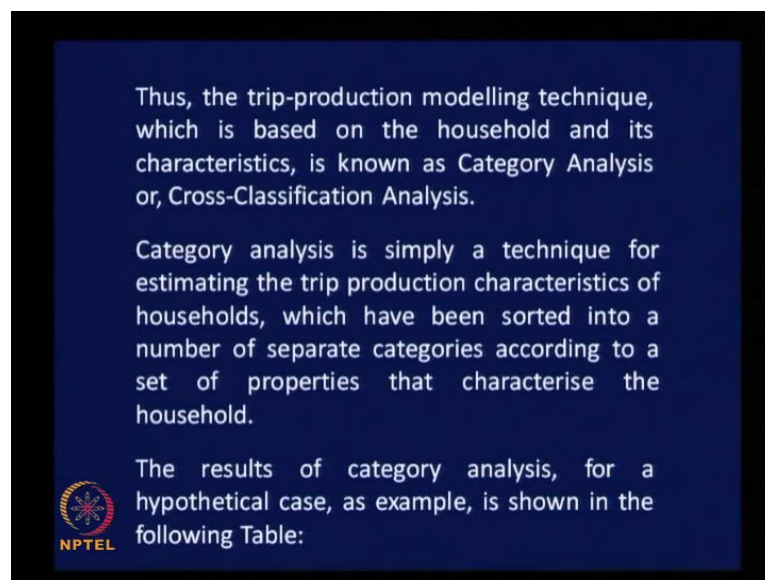 Thus, the trip-production modelling technique,
which is based on the household and its
characteristics, is known as Category Analysis
or, Cross-Classification Analysis.
Category analysis is simply a technique for
estimating the trip production characteristics of
households, which have been sorted into a
number of separate categories according to a
set of properties that characterise the
household.
The results of category analysis, for a
hypothetical case, as example, is shown in the
following Table:
NPTEL